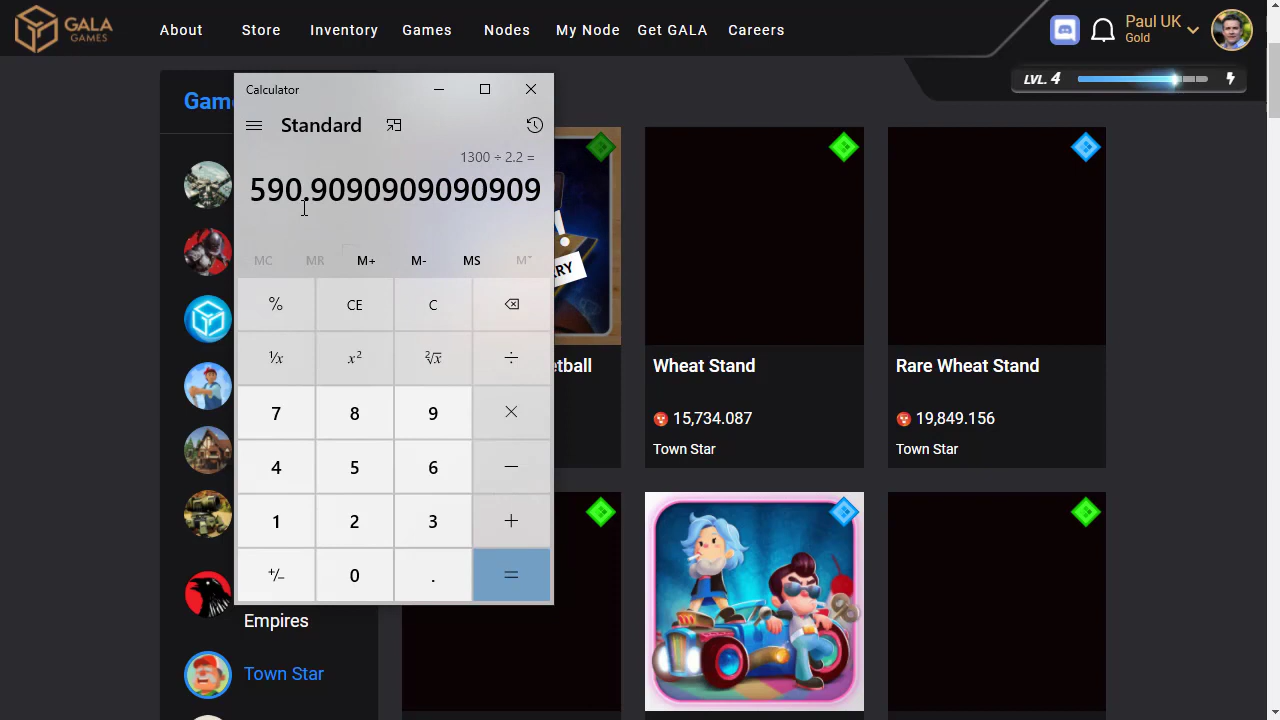 GALA
GAMES
About
Store
Inventory
Games
Nodes
My Node
Get GALA
Careers
Paul UK
Gold
LVL. 4
Calculator
Standard
1300 ÷ 2.2 =
590.9090909090909
MC
MR
M+
M-
MS
M˅
%
CE
C
⅟x
x²
²√x
÷
7
8
9
×
4
5
6
−
1
2
3
+
+/−
0
.
=
Empires
Town Star
Wheat Stand
15,734.087
Town Star
Rare Wheat Stand
19,849.156
Town Star